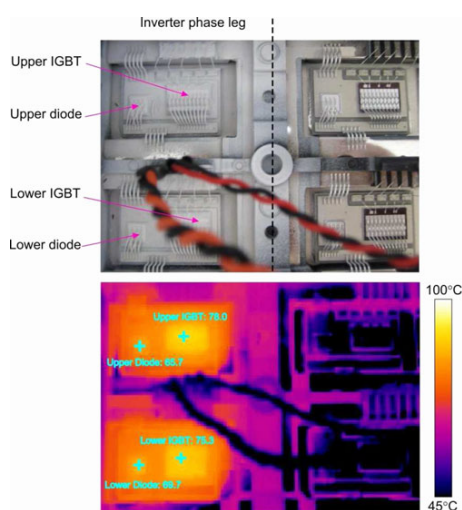 Inverter phase leg
Upper IGBT
Upper diode
Lower IGBT
Lower diode
100°C
Upper IGBT: 78.0
Upper Diode: 65.7
Lower IGBT: 75.3
Lower Diode: 69.7
45°C